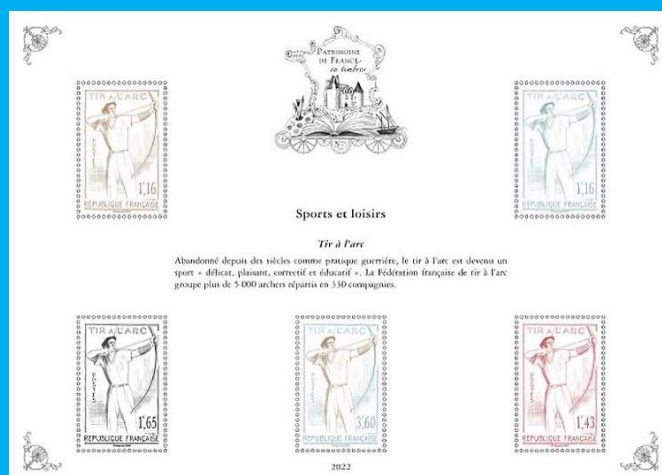 PATRIMOINE
DE FRANCE
en timbres
TIR A L'ARC
POSTES
1,16
RÉPUBLIQUE FRANÇAISE
TIR A L'ARC
1,16
RÉPUBLIQUE FRANÇAISE
Sports et loisirs
Tir à l'arc
Abandonné depuis des siècles comme pratique guerrière, le tir à l'arc est devenu un
sport « délicat, plaisant, correctif et éducatif ». La Fédération française de tir à l'arc
groupe plus de 5 000 archers répartis en 330 compagnies.
TIR A L'ARC
POSTES
1,65
RÉPUBLIQUE FRANÇAISE
TIR A L'ARC
POSTES
3,60
RÉPUBLIQUE FRANÇAISE
TIR A L'ARC
POSTES
1,43
RÉPUBLIQUE FRANÇAISE
2022